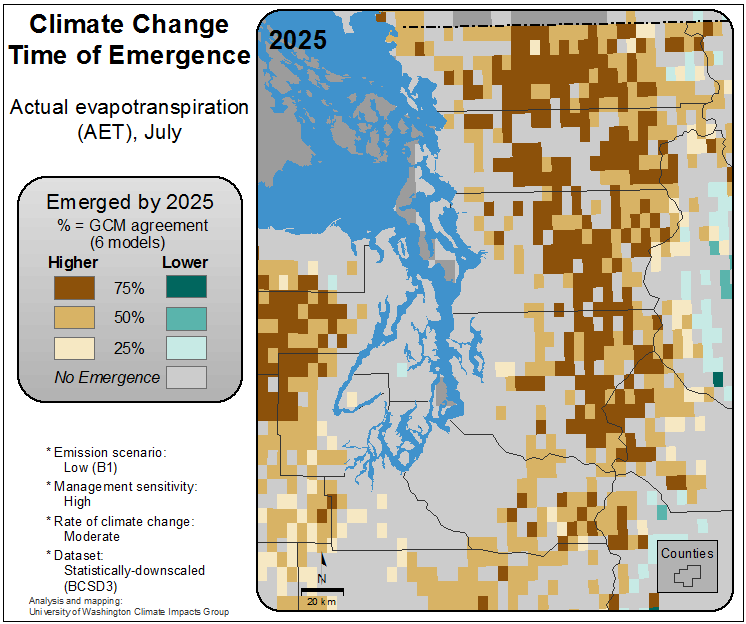 Climate Change
Time of Emergence
Actual evapotranspiration
(AET), July
Emerged by 2025
% = GCM agreement
(6 models)
Higher Lower
75%
50%
25%
No Emergence
* Emission scenario:
Low (B1)
* Management sensitivity:
High
* Rate of climate change:
Moderate
* Dataset:
Statistically-downscaled
(BCSD3)
Analysis and mapping:
University of Washington Climate Impacts Group
2025
N
20 km
Counties